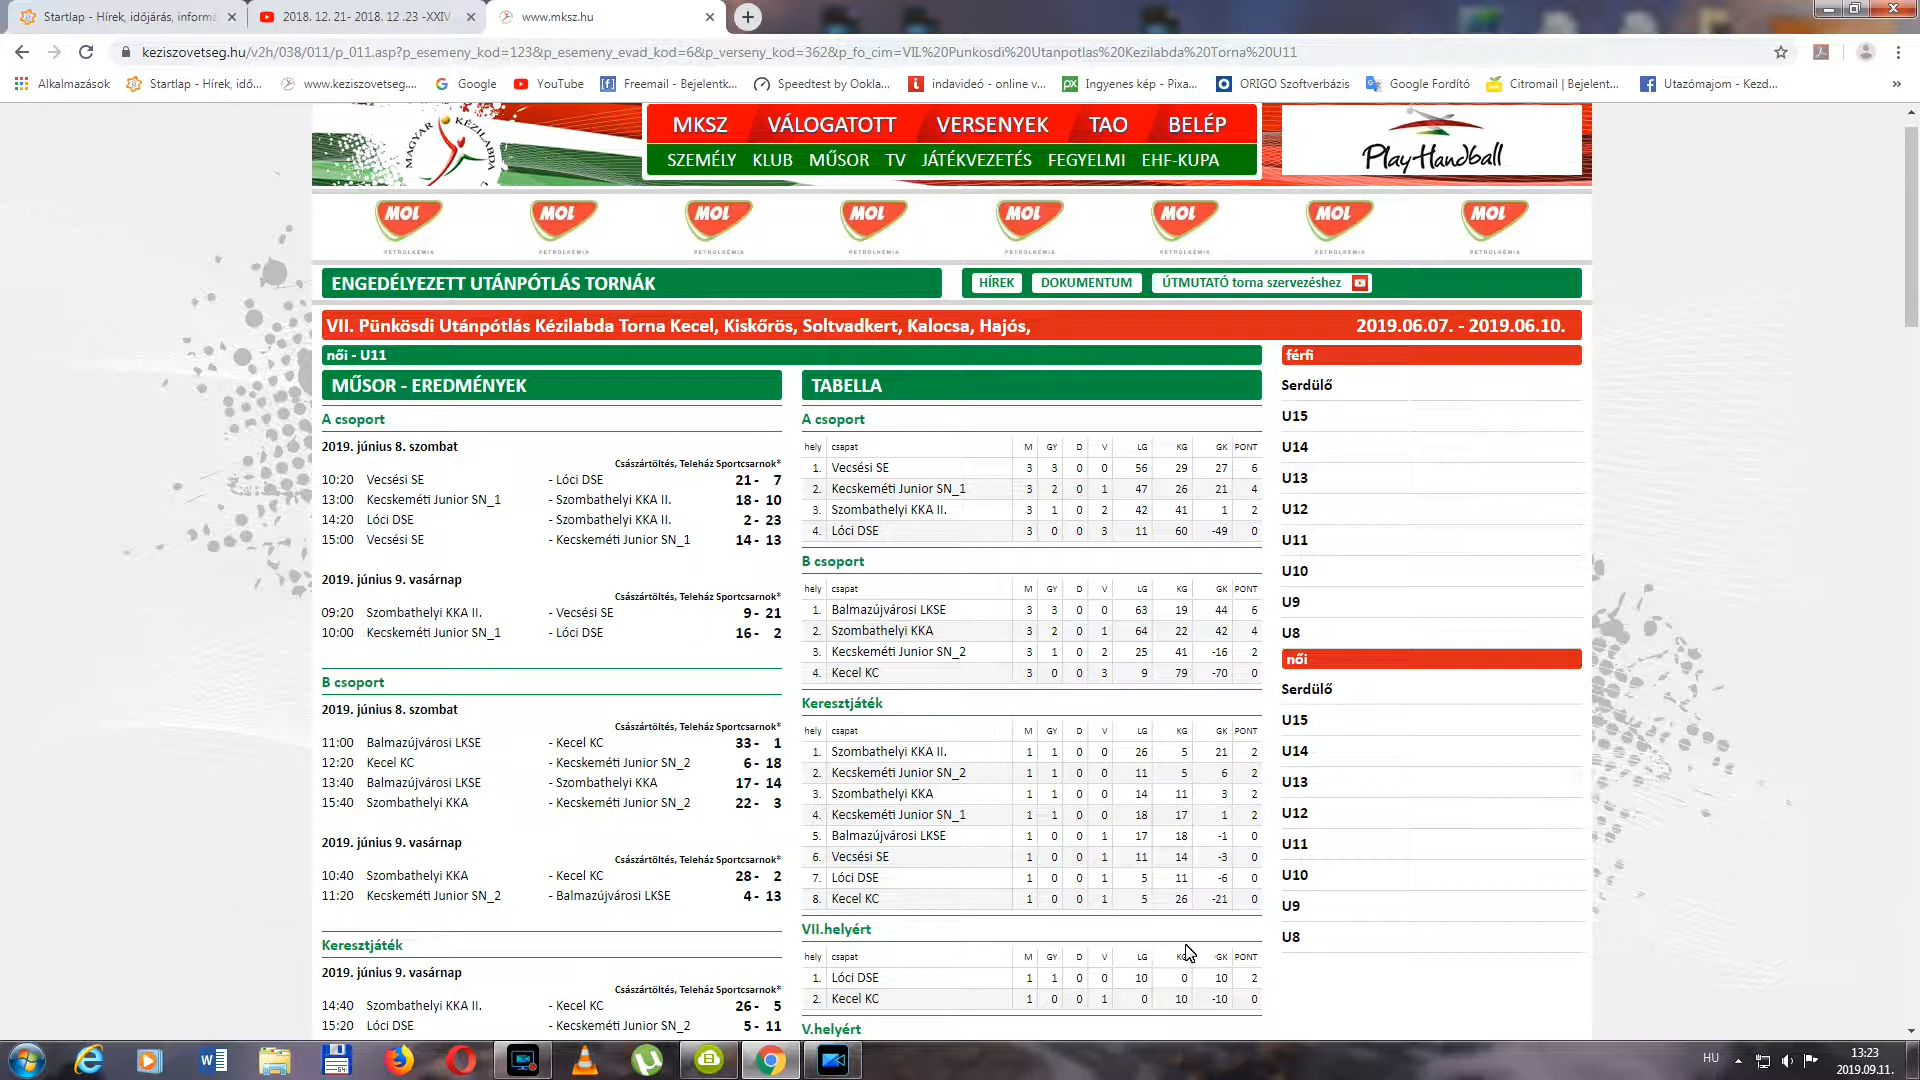 Startlap - Hírek, időjárás, informá
2018. 12. 21- 2018. 12 .23 -XXIV
www.mksz.hu
keziszovetseg.hu/v2h/038/011/p_011.asp?p_esemeny_kod=123&p_esemeny_evad_kod=6&p_verseny_kod=362&p_fo_cim=VII.%20Punkosdi%20Utanpotlas%20Kezilabda%20Torna%20U11
Alkalmazások
Startlap - Hírek, idő...
www.keziszovetseg....
Google
YouTube
Freemail - Bejelentk...
Speedtest by Ookla...
indavideó - online v...
Ingyenes kép - Pixa...
ORIGO Szoftverbázis
Google Fordító
Citromail | Bejelent...
Utazómajom - Kezd...
MAGYAR KÉZILABDA
MKSZ VÁLOGATOTT VERSENYEK TAO BELÉP
SZEMÉLY KLUB MŰSOR TV JÁTÉKVEZETÉS FEGYELMI EHF-KUPA
Play Handball
MOL MOL MOL MOL MOL MOL MOL MOL
PETROLKÉMIA PETROLKÉMIA PETROLKÉMIA PETROLKÉMIA PETROLKÉMIA PETROLKÉMIA PETROLKÉMIA PETROLKÉMIA
ENGEDÉLYEZETT UTÁNPÓTLÁS TORNÁK
HÍREK DOKUMENTUM ÚTMUTATÓ torna szervezéshez
VII. Pünkösdi Utánpótlás Kézilabda Torna Kecel, Kiskőrös, Soltvadkert, Kalocsa, Hajós, 2019.06.07. - 2019.06.10.
női - U11
MŰSOR - EREDMÉNYEK
A csoport
2019. június 8. szombat
Császártöltés, Teleház Sportcsarnok*
10:20 Vecsési SE - Lóci DSE 21 - 7
13:00 Kecskeméti Junior SN_1 - Szombathelyi KKA II. 18 - 10
14:20 Lóci DSE - Szombathelyi KKA II. 2 - 23
15:00 Vecsési SE - Kecskeméti Junior SN_1 14 - 13
2019. június 9. vasárnap
Császártöltés, Teleház Sportcsarnok*
09:20 Szombathelyi KKA II. - Vecsési SE 9 - 21
10:00 Kecskeméti Junior SN_1 - Lóci DSE 16 - 2
B csoport
2019. június 8. szombat
Császártöltés, Teleház Sportcsarnok*
11:00 Balmazújvárosi LKSE - Kecel KC 33 - 1
12:20 Kecel KC - Kecskeméti Junior SN_2 6 - 18
13:40 Balmazújvárosi LKSE - Szombathelyi KKA 17 - 14
15:40 Szombathelyi KKA - Kecskeméti Junior SN_2 22 - 3
2019. június 9. vasárnap
Császártöltés, Teleház Sportcsarnok*
10:40 Szombathelyi KKA - Kecel KC 28 - 2
11:20 Kecskeméti Junior SN_2 - Balmazújvárosi LKSE 4 - 13
Keresztjáték
2019. június 9. vasárnap
Császártöltés, Teleház Sportcsarnok*
14:40 Szombathelyi KKA II. - Kecel KC 26 - 5
15:20 Lóci DSE - Kecskeméti Junior SN_2 5 - 11
TABELLA
A csoport
hely csapat M GY D V LG KG GK PONT
1. Vecsési SE 3 3 0 0 56 29 27 6
2. Kecskeméti Junior SN_1 3 2 0 1 47 26 21 4
3. Szombathelyi KKA II. 3 1 0 2 42 41 1 2
4. Lóci DSE 3 0 0 3 11 60 -49 0
B csoport
hely csapat M GY D V LG KG GK PONT
1. Balmazújvárosi LKSE 3 3 0 0 63 19 44 6
2. Szombathelyi KKA 3 2 0 1 64 22 42 4
3. Kecskeméti Junior SN_2 3 1 0 2 25 41 -16 2
4. Kecel KC 3 0 0 3 9 79 -70 0
Keresztjáték
hely csapat M GY D V LG KG GK PONT
1. Szombathelyi KKA II. 1 1 0 0 26 5 21 2
2. Kecskeméti Junior SN_2 1 1 0 0 11 5 6 2
3. Szombathelyi KKA 1 1 0 0 14 11 3 2
4. Kecskeméti Junior SN_1 1 1 0 0 18 17 1 2
5. Balmazújvárosi LKSE 1 0 0 1 17 18 -1 0
6. Vecsési SE 1 0 0 1 11 14 -3 0
7. Lóci DSE 1 0 0 1 5 11 -6 0
8. Kecel KC 1 0 0 1 5 26 -21 0
VII.helyért
hely csapat M GY D V LG KG GK PONT
1. Lóci DSE 1 1 0 0 10 0 10 2
2. Kecel KC 1 0 0 1 0 10 -10 0
V.helyért
férfi
Serdülő
U15
U14
U13
U12
U11
U10
U9
U8
női
Serdülő
U15
U14
U13
U12
U11
U10
U9
U8
HU
13:23
2019.09.11.